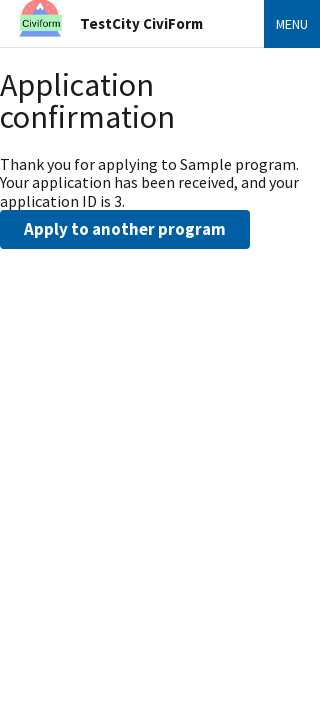 Civiform
TestCity CiviForm
MENU
Application
confirmation
Thank you for applying to Sample program.
Your application has been received, and your
application ID is 3.
Apply to another program